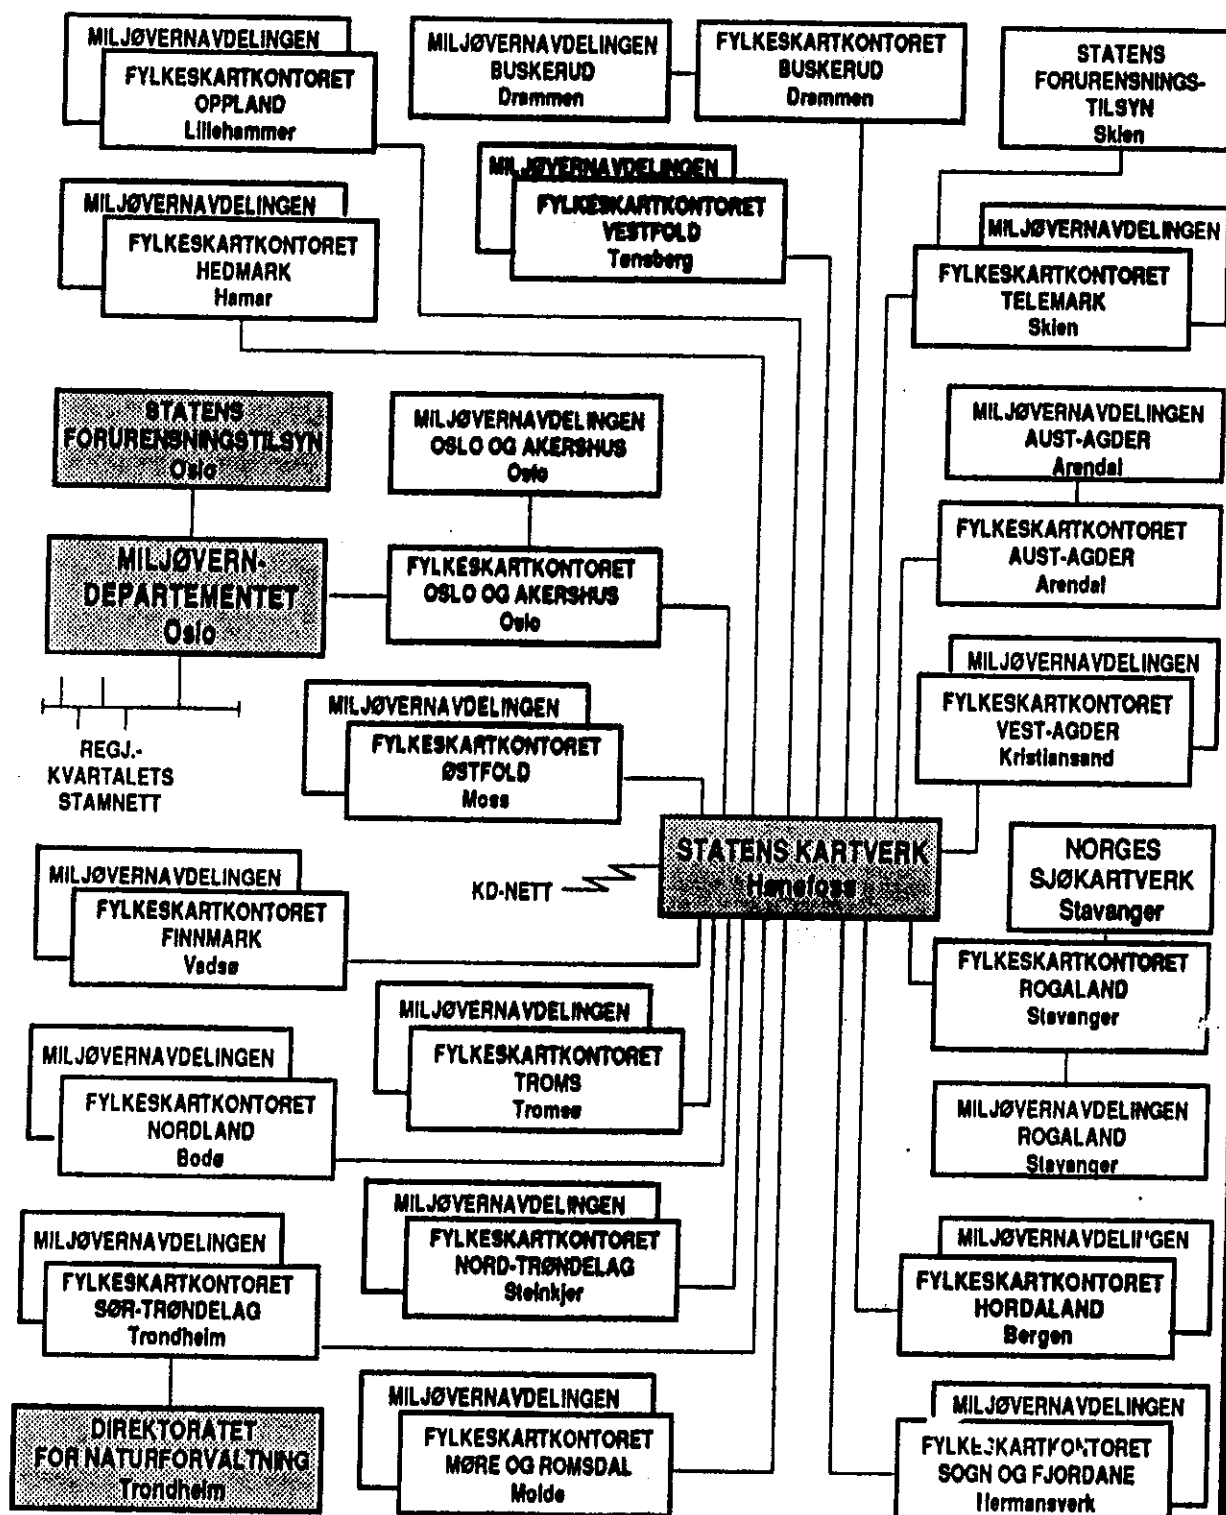 MILJØVERNAVDELINGEN
FYLKESKARTKONTORET
OPPLAND
Lillehammer
MILJØVERNAVDELINGEN
BUSKERUD
Drammen
FYLKESKARTKONTORET
BUSKERUD
Drammen
STATENS
FORURENSNINGS-
TILSYN
Skien
MILJØVERNAVDELINGEN
FYLKESKARTKONTORET
HEDMARK
Hamar
MILJØVERNAVDELINGEN
FYLKESKARTKONTORET
VESTFOLD
Tønsberg
MILJØVERNAVDELINGEN
FYLKESKARTKONTORET
TELEMARK
Skien
STATENS
FORURENSNINGSTILSYN
Oslo
MILJØVERNAVDELINGEN
OSLO OG AKERSHUS
Oslo
MILJØVERNAVDELINGEN
AUST-AGDER
Arendal
MILJØVERN-
DEPARTEMENTET
Oslo
FYLKESKARTKONTORET
OSLO OG AKERSHUS
Oslo
FYLKESKARTKONTORET
AUST-AGDER
Arendal
REGJ.-
KVARTALETS
STAMNETT
MILJØVERNAVDELINGEN
FYLKESKARTKONTORET
ØSTFOLD
Moss
MILJØVERNAVDELINGEN
FYLKESKARTKONTORET
VEST-AGDER
Kristiansand
STATENS KARTVERK
Hønefoss
KD-NETT
NORGES
SJØKARTVERK
Stavanger
MILJØVERNAVDELINGEN
FYLKESKARTKONTORET
FINNMARK
Vadsø
FYLKESKARTKONTORET
ROGALAND
Stavanger
MILJØVERNAVDELINGEN
FYLKESKARTKONTORET
TROMS
Tromsø
MILJØVERNAVDELINGEN
FYLKESKARTKONTORET
NORDLAND
Bodø
MILJØVERNAVDELINGEN
ROGALAND
Stavanger
MILJØVERNAVDELINGEN
FYLKESKARTKONTORET
NORD-TRØNDELAG
Steinkjer
MILJØVERNAVDELINGEN
FYLKESKARTKONTORET
SØR-TRØNDELAG
Trondheim
MILJØVERNAVDELINGEN
FYLKESKARTKONTORET
HORDALAND
Bergen
DIREKTORATET
FOR NATURFORVALTNING
Trondheim
MILJØVERNAVDELINGEN
FYLKESKARTKONTORET
MØRE OG ROMSDAL
Molde
MILJØVERNAVDELINGEN
FYLKESKARTKONTORET
SOGN OG FJORDANE
Hermansverk